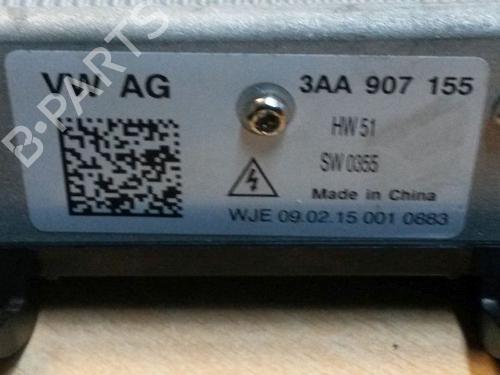 B-PARTS
VW AG
3AA 907 155
HW 51
SW 0355
Made in China
WJE 09.02.15 001 0883